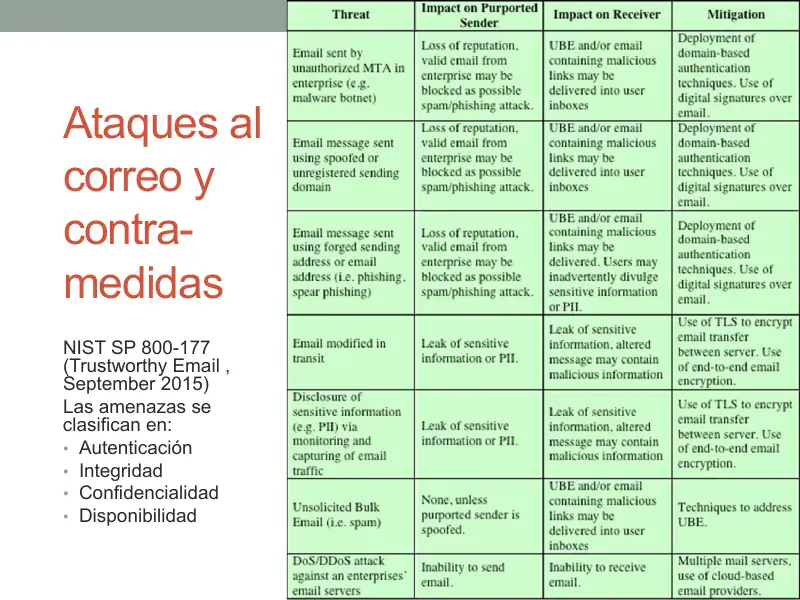 Ataques al
correo y
contra-
medidas
NIST SP 800-177
(Trustworthy Email ,
September 2015)
Las amenazas se
clasifican en:
• Autenticación
• Integridad
• Confidencialidad
• Disponibilidad
Threat
Impact on Purported
Sender
Impact on Receiver
Mitigation
Email sent by
unauthorized MTA in
enterprise (e.g.
malware botnet)
Loss of reputation,
valid email from
enterprise may be
blocked as possible
spam/phishing attack.
UBE and/or email
containing malicious
links may be
delivered into user
inboxes
Deployment of
domain-based
authentication
techniques. Use of
digital signatures over
email.
Email message sent
using spoofed or
unregistered sending
domain
Loss of reputation,
valid email from
enterprise may be
blocked as possible
spam/phishing attack.
UBE and/or email
containing malicious
links may be
delivered into user
inboxes
Deployment of
domain-based
authentication
techniques. Use of
digital signatures over
email.
Email message sent
using forged sending
address or email
address (i.e. phishing,
spear phishing)
Loss of reputation,
valid email from
enterprise may be
blocked as possible
spam/phishing attack.
UBE and/or email
containing malicious
links may be
delivered. Users may
inadvertently divulge
sensitive information
or PII.
Deployment of
domain-based
authentication
techniques. Use of
digital signatures over
email.
Email modified in
transit
Leak of sensitive
information or PII.
Leak of sensitive
information, altered
message may contain
malicious information
Use of TLS to encrypt
email transfer
between server. Use
of end-to-end email
encryption.
Disclosure of
sensitive information
(e.g. PII) via
monitoring and
capturing of email
traffic
Leak of sensitive
information or PII.
Leak of sensitive
information, altered
message may contain
malicious information
Use of TLS to encrypt
email transfer
between server. Use
of end-to-end email
encryption.
Unsolicited Bulk
Email (i.e. spam)
None, unless
purported sender is
spoofed.
UBE and/or email
containing malicious
links may be
delivered into user
inboxes
Techniques to address
UBE.
DoS/DDoS attack
against an enterprises'
email servers
Inability to send
email.
Inability to receive
email.
Multiple mail servers,
use of cloud-based
email providers.